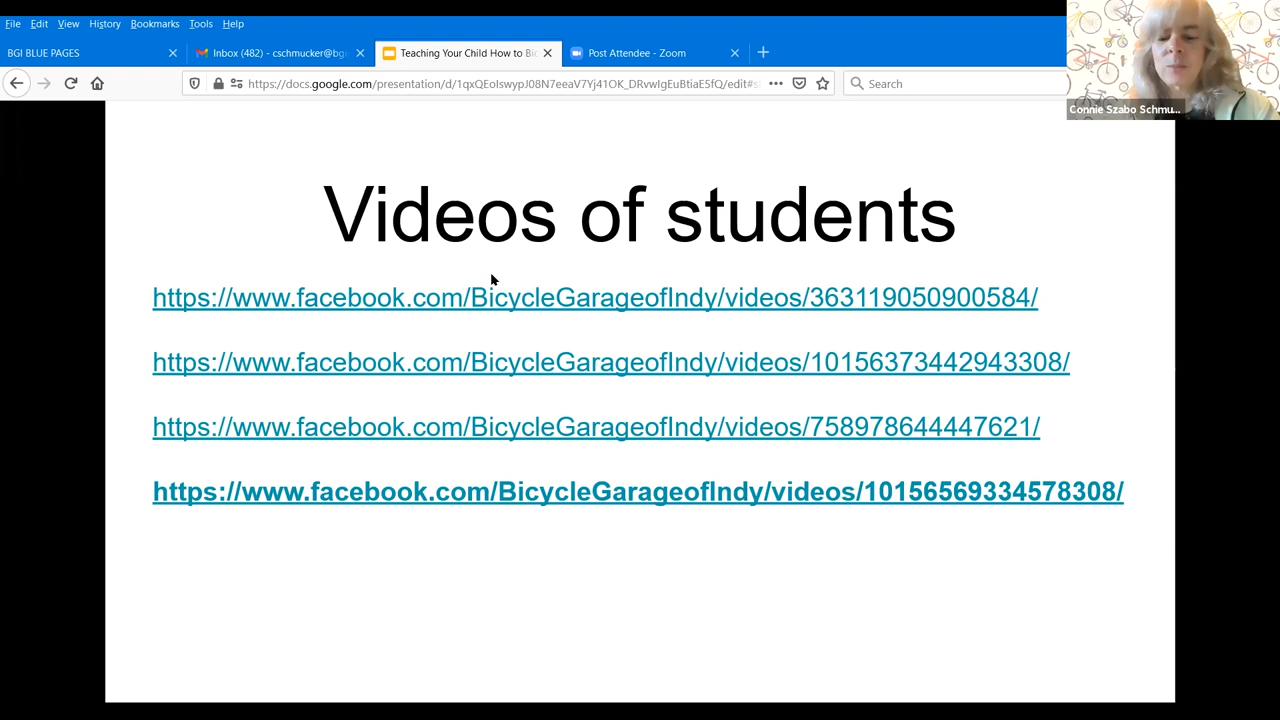 File Edit View History Bookmarks Tools Help
BGI BLUE PAGES
Inbox (482) - cschmucker@bg
Teaching Your Child How to Bic
Post Attendee - Zoom
https://docs.google.com/presentation/d/1qxQEoIswypJ08N7eeaV7Yj41OK_DRvwIgEuBtiaE5fQ/edit#s
Search
Connie Szabo Schmu...
Videos of students
https://www.facebook.com/BicycleGarageofIndy/videos/363119050900584/
https://www.facebook.com/BicycleGarageofIndy/videos/10156373442943308/
https://www.facebook.com/BicycleGarageofIndy/videos/758978644447621/
https://www.facebook.com/BicycleGarageofIndy/videos/10156569334578308/